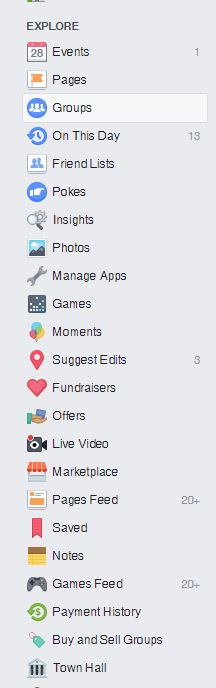 EXPLORE
28 Events 1
Pages
Groups
On This Day 13
Friend Lists
Pokes
Insights
Photos
Manage Apps
Games
Moments
Suggest Edits 3
Fundraisers
Offers
Live Video
Marketplace
Pages Feed 20+
Saved
Notes
Games Feed 20+
Payment History
Buy and Sell Groups
Town Hall